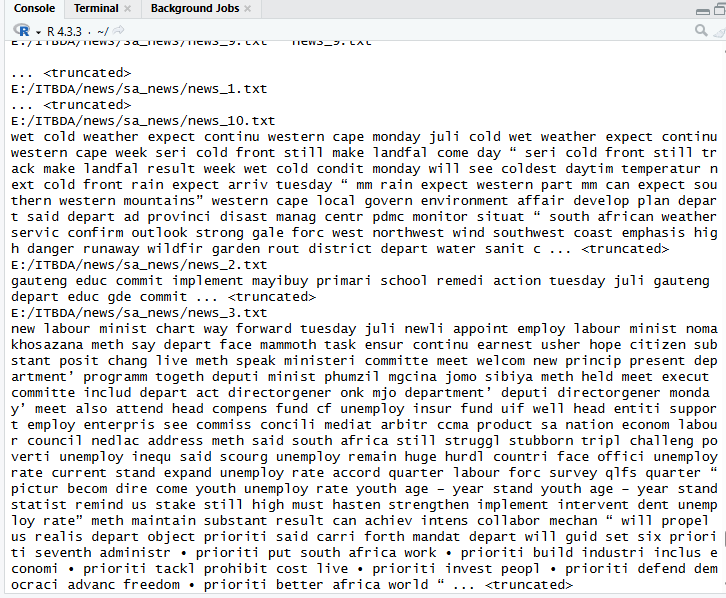 Console Terminal × Background Jobs ×
R 4.3.3 · ~/
E:/ITBDA/news/sa_news/news_9.txt news_9.txt
... <truncated>
E:/ITBDA/news/sa_news/news_1.txt
... <truncated>
E:/ITBDA/news/sa_news/news_10.txt
wet cold weather expect continu western cape monday juli cold wet weather expect continu
western cape week seri cold front still make landfal come day “ seri cold front still tr
ack make landfal result week wet cold condit monday will see coldest daytim temperatur n
ext cold front rain expect arriv tuesday “ mm rain expect western part mm can expect sou
thern western mountains” western cape local govern environment affair develop plan depar
t said depart ad provinci disast manag centr pdmc monitor situat “ south african weather
servic confirm outlook strong gale forc west northwest wind southwest coast emphasis hig
h danger runaway wildfir garden rout district depart water sanit c ... <truncated>
E:/ITBDA/news/sa_news/news_2.txt
gauteng educ commit implement mayibuy primari school remedi action tuesday juli gauteng
depart educ gde commit ... <truncated>
E:/ITBDA/news/sa_news/news_3.txt
new labour minist chart way forward tuesday juli newli appoint employ labour minist noma
khosazana meth say depart face mammoth task ensur continu earnest usher hope citizen sub
stant posit chang live meth speak ministeri committe meet welcom new princip present dep
artment’ programm togeth deputi minist phumzil mgcina jomo sibiya meth held meet execut
committe includ depart act directorgener onk mjo department’ deputi directorgener monda
y’ meet also attend head compens fund cf unemploy insur fund uif well head entiti suppor
t employ enterpris see commiss concili mediat arbitr ccma product sa nation econom labou
r council nedlac address meth said south africa still struggl stubborn tripl challeng po
verti unemploy inequ said scourg unemploy remain huge hurdl countri face offici unemploy
rate current stand expand unemploy rate accord quarter labour forc survey qlfs quarter “
pictur becom dire come youth unemploy rate youth age – year stand youth age – year stand
statist remind us stake still high must hasten strengthen implement intervent dent unemp
loy rate” meth maintain substant result can achiev intens collabor mechan “ will propel
us realis depart object prioriti said carri forth mandat depart will guid set six priori
ti seventh administr • prioriti put south africa work • prioriti build industri inclus e
conomi • prioriti tackl prohibit cost live • prioriti invest peopl • prioriti defend dem
ocraci advanc freedom • prioriti better africa world “ ... <truncated>